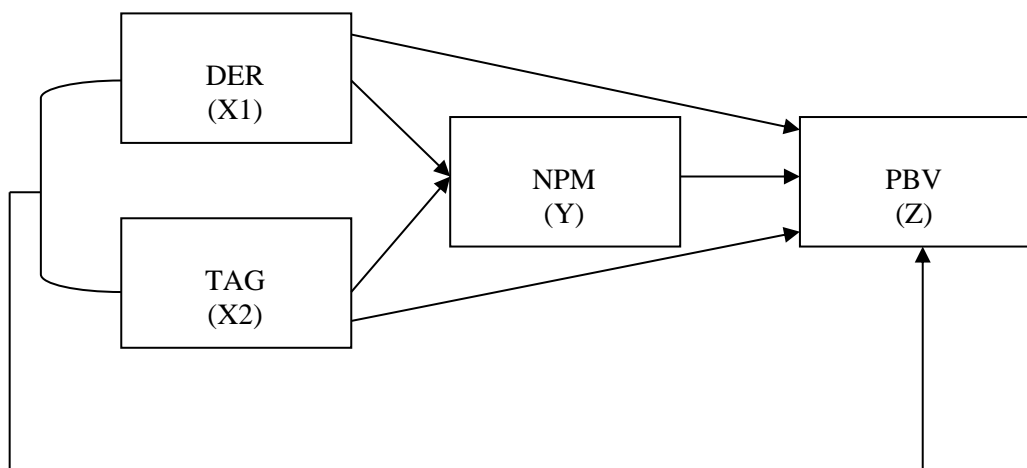 DER
(X1)
NPM
(Y)
PBV
(Z)
TAG
(X2)